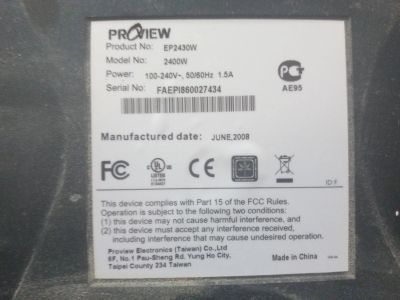 PROVIEW
Product No: EP2430W
Model No: 2400W
Power: 100-240V~, 50/60Hz 1.5A
Serial No: FAEPI860027434
AE95
Manufactured date: JUNE,2008
FC
UL
LISTED
CE
ID:F
This device complies with Part 15 of the FCC Rules.
Operation is subject to the following two conditions:
(1) this device may not cause harmful interference, and
(2) this device must accept any interference received,
including interference that may cause undesired operation.
Proview Electronics (Taiwan) Co.,Ltd
6F, No.1 Pau-Sheng Rd. Yung Ho City,
Taipei County 234 Taiwan
Made in China